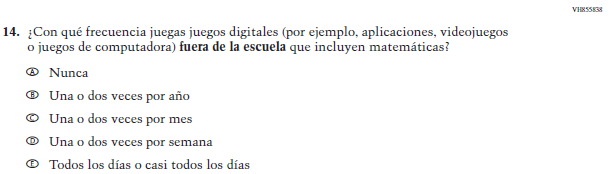 VH855838
14. ¿Con qué frecuencia juegas juegos digitales (por ejemplo, aplicaciones, videojuegos
o juegos de computadora) fuera de la escuela que incluyen matemáticas?
Ⓐ Nunca
Ⓑ Una o dos veces por año
Ⓒ Una o dos veces por mes
Ⓓ Una o dos veces por semana
Ⓔ Todos los días o casi todos los días